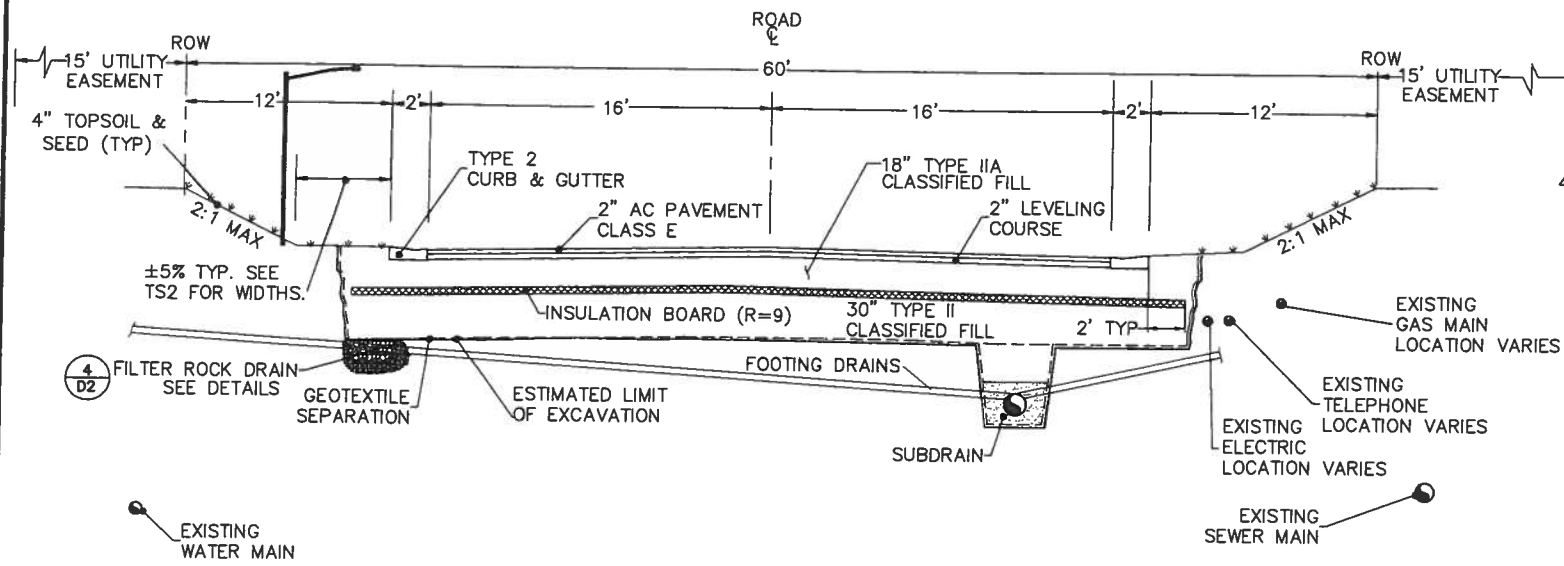 ROAD
℄
ROW
ROW
15' UTILITY
EASEMENT
60'
15' UTILITY
EASEMENT
12'
2'
16'
16'
2'
12'
4" TOPSOIL &
SEED (TYP)
TYPE 2
CURB & GUTTER
18" TYPE IIA
CLASSIFIED FILL
2" AC PAVEMENT
CLASS E
2" LEVELING
COURSE
2:1 MAX
2:1 MAX
±5% TYP. SEE
TS2 FOR WIDTHS.
INSULATION BOARD (R=9)
30" TYPE II
CLASSIFIED FILL
2' TYP
EXISTING
GAS MAIN
LOCATION VARIES
4
D2
FILTER ROCK DRAIN
SEE DETAILS
GEOTEXTILE
SEPARATION
ESTIMATED LIMIT
OF EXCAVATION
FOOTING DRAINS
EXISTING
TELEPHONE
LOCATION VARIES
EXISTING
ELECTRIC
LOCATION VARIES
SUBDRAIN
EXISTING
WATER MAIN
EXISTING
SEWER MAIN